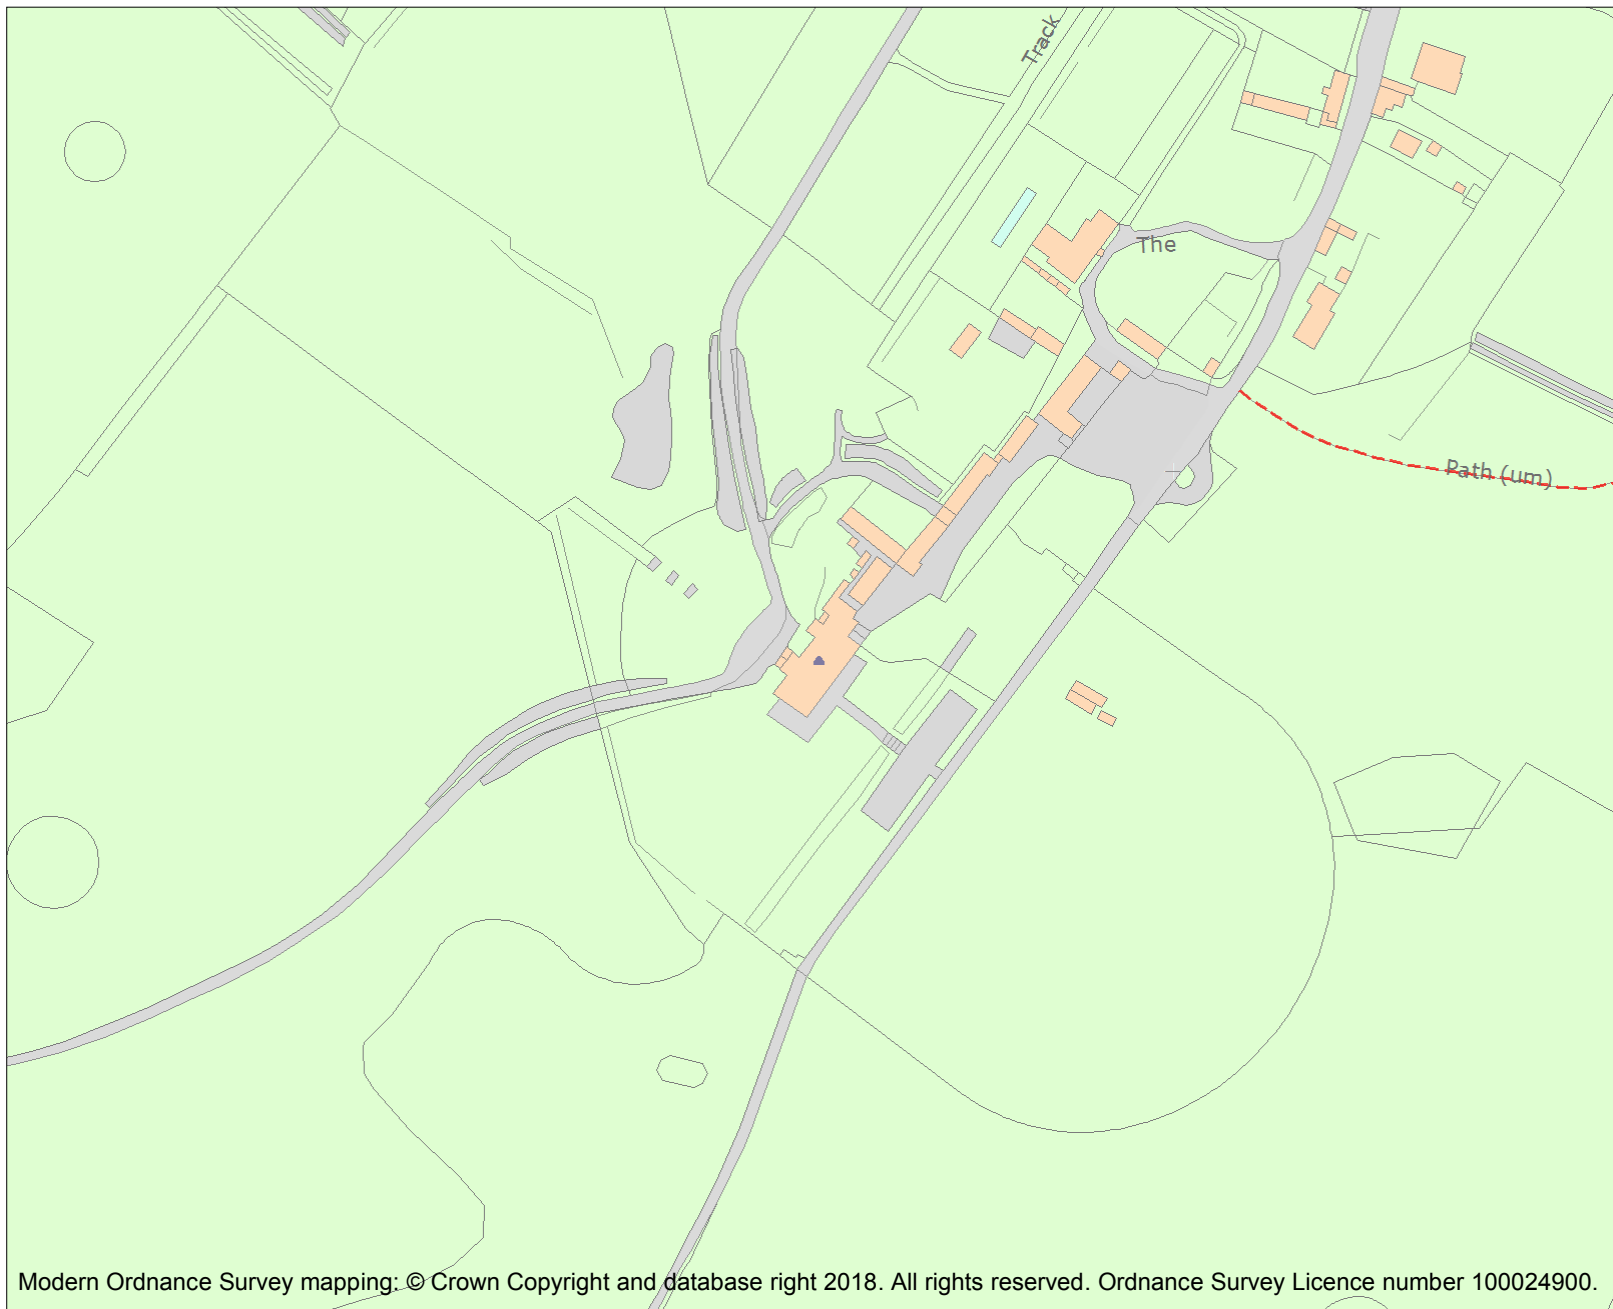 Track
The
Path (um)
Modern Ordnance Survey mapping: © Crown Copyright and database right 2018. All rights reserved. Ordnance Survey Licence number 100024900.